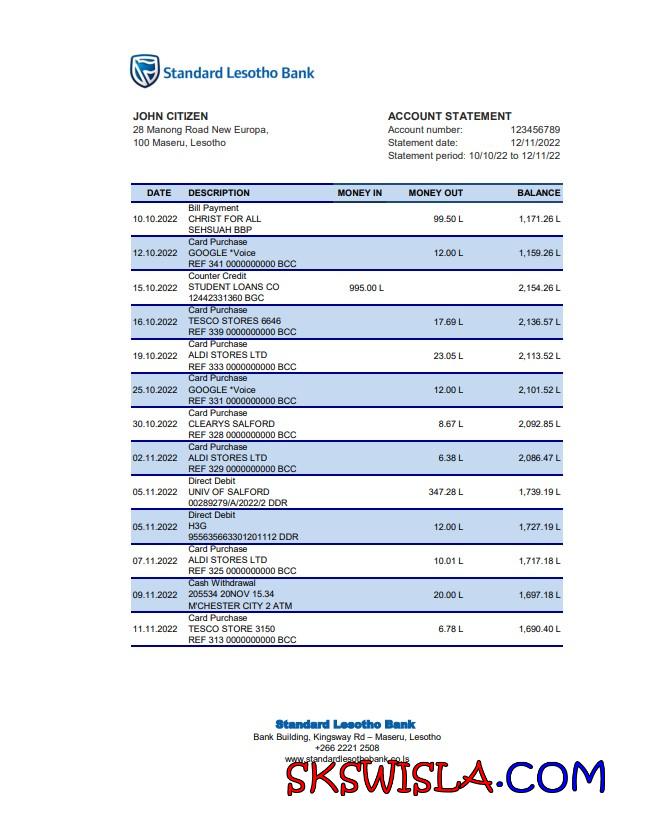 Standard Lesotho Bank
JOHN CITIZEN
28 Manong Road New Europa,
100 Maseru, Lesotho
ACCOUNT STATEMENT
Account number: 123456789
Statement date: 12/11/2022
Statement period: 10/10/22 to 12/11/22
DATE DESCRIPTION MONEY IN MONEY OUT BALANCE
Bill Payment
10.10.2022 CHRIST FOR ALL 99.50 L 1,171.26 L
SEHSUAH BBP
Card Purchase
12.10.2022 GOOGLE *Voice 12.00 L 1,159.26 L
REF 341 0000000000 BCC
Counter Credit
15.10.2022 STUDENT LOANS CO 995.00 L 2,154.26 L
12442331360 BGC
Card Purchase
16.10.2022 TESCO STORES 6646 17.69 L 2,136.57 L
REF 339 0000000000 BCC
Card Purchase
19.10.2022 ALDI STORES LTD 23.05 L 2,113.52 L
REF 333 0000000000 BCC
Card Purchase
25.10.2022 GOOGLE *Voice 12.00 L 2,101.52 L
REF 331 0000000000 BCC
Card Purchase
30.10.2022 CLEARYS SALFORD 8.67 L 2,092.85 L
REF 328 0000000000 BCC
Card Purchase
02.11.2022 ALDI STORES LTD 6.38 L 2,086.47 L
REF 329 0000000000 BCC
Direct Debit
05.11.2022 UNIV OF SALFORD 347.28 L 1,739.19 L
00289279/A/2022/2 DDR
Direct Debit
05.11.2022 H3G 12.00 L 1,727.19 L
955635663301201112 DDR
Card Purchase
07.11.2022 ALDI STORES LTD 10.01 L 1,717.18 L
REF 325 0000000000 BCC
Cash Withdrawal
09.11.2022 205534 20NOV 15.34 20.00 L 1,697.18 L
M'CHESTER CITY 2 ATM
Card Purchase
11.11.2022 TESCO STORE 3150 6.78 L 1,690.40 L
REF 313 0000000000 BCC
Standard Lesotho Bank
Bank Building, Kingsway Rd – Maseru, Lesotho
+266 2221 2508
www.standardlesothobank.co.ls
SKSWISLA.COM